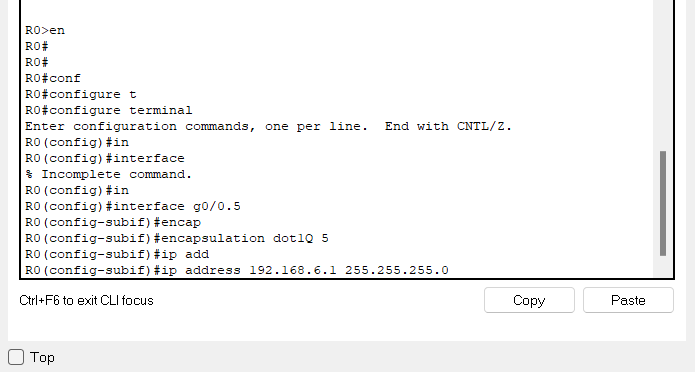 R0>en
R0#
R0#
R0#conf
R0#configure t
R0#configure terminal
Enter configuration commands, one per line.  End with CNTL/Z.
R0(config)#in
R0(config)#interface
% Incomplete command.
R0(config)#in
R0(config)#interface g0/0.5
R0(config-subif)#encap
R0(config-subif)#encapsulation dot1Q 5
R0(config-subif)#ip add
R0(config-subif)#ip address 192.168.6.1 255.255.255.0
Ctrl+F6 to exit CLI focus
Copy
Paste
Top